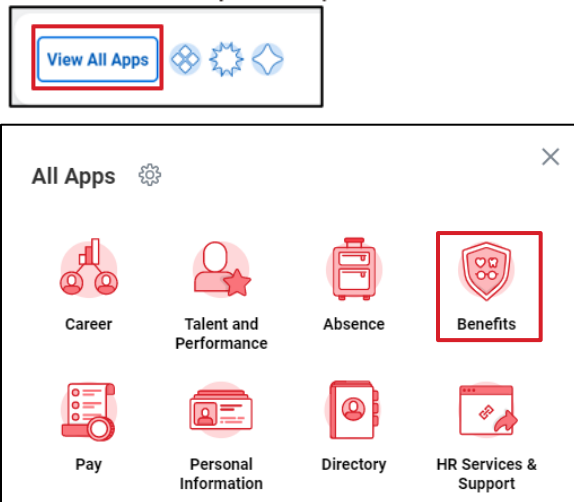 View All Apps
All Apps
Career
Talent and
Performance
Absence
Benefits
Pay
Personal
Information
Directory
HR Services &
Support